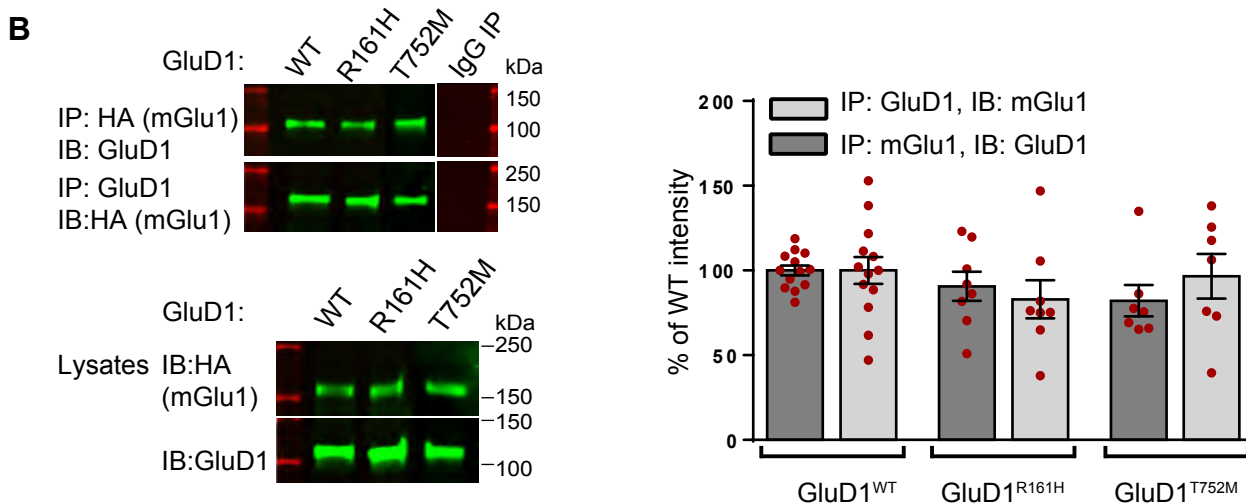 B
GluD1: WT R161H T752M IgG IP kDa
IP: HA (mGlu1)
IB: GluD1
150
100
IP: GluD1
IB:HA (mGlu1)
250
150
GluD1: WT R161H T752M kDa
Lysates IB:HA
(mGlu1)
–250
–150
IB:GluD1
–150
–100
% of WT intensity
200
150
100
50
0
IP: GluD1, IB: mGlu1
IP: mGlu1, IB: GluD1
GluD1WT GluD1R161H GluD1T752M